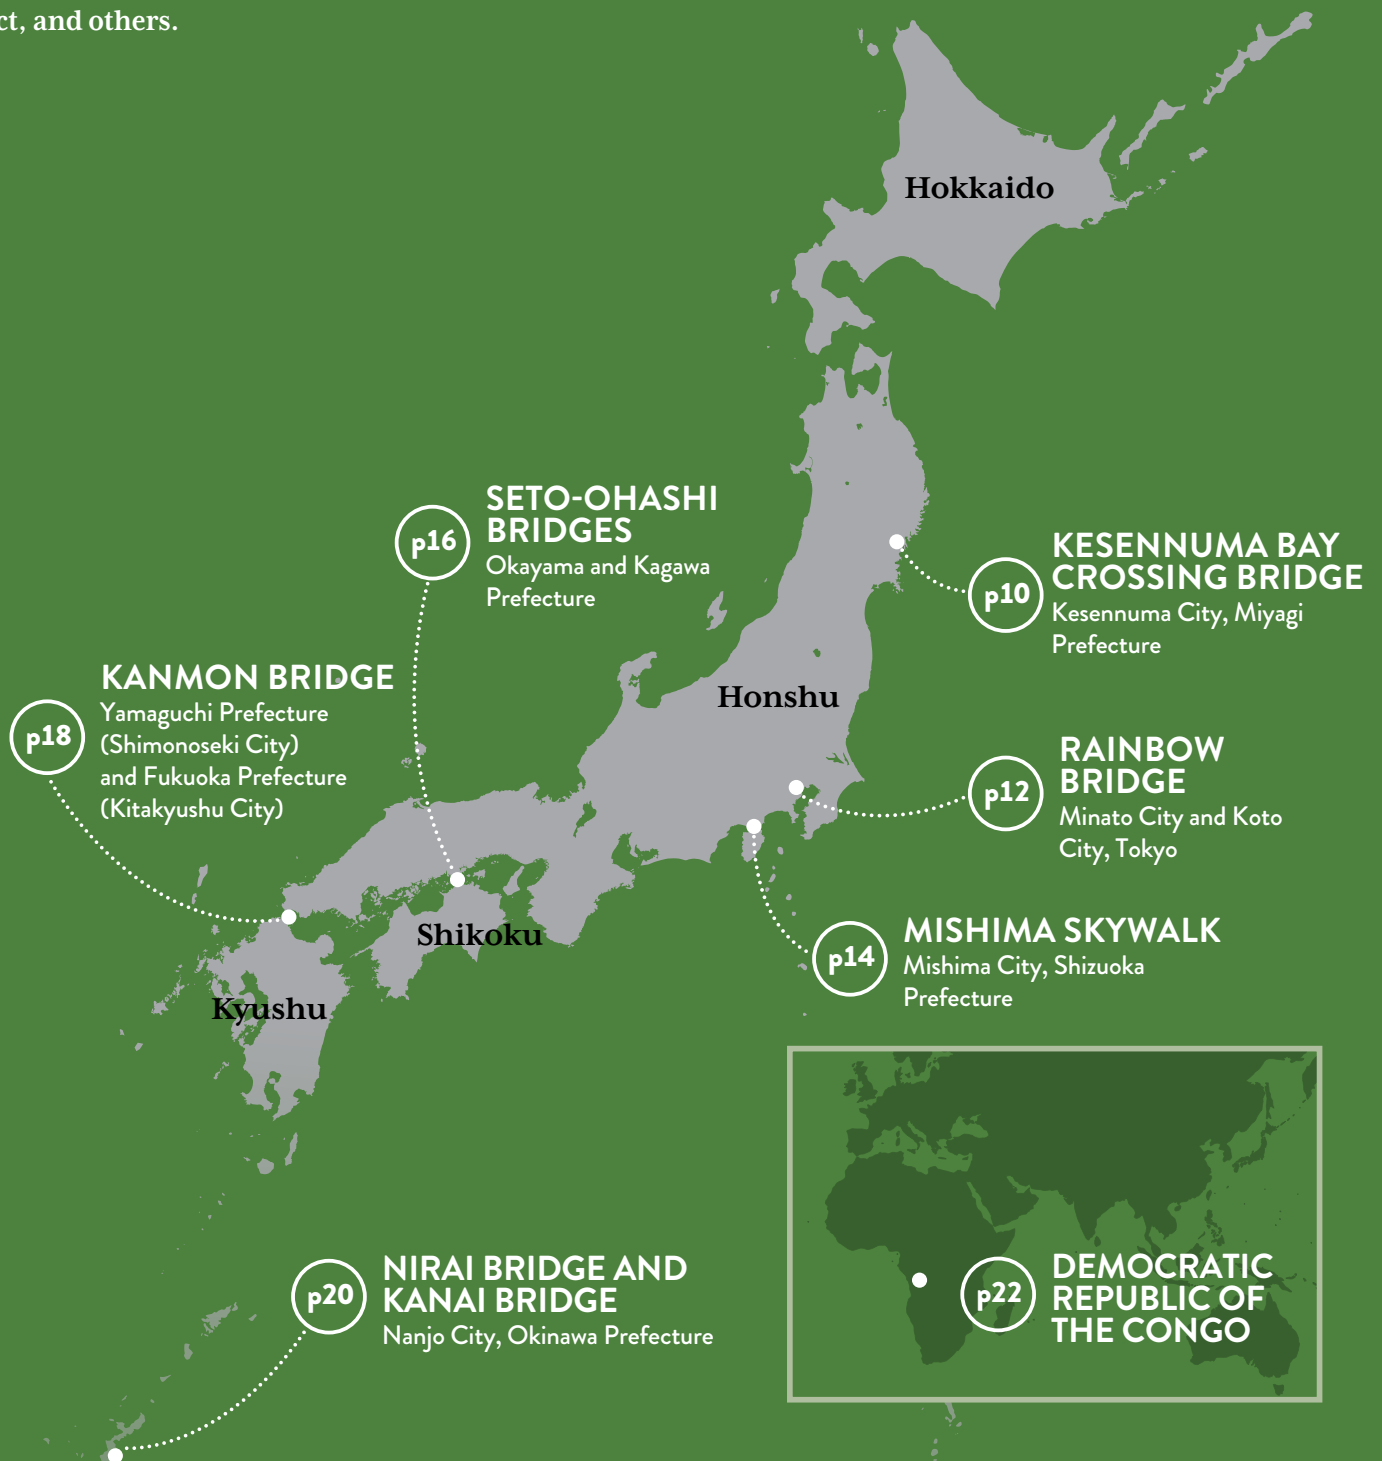 ct, and others.
Hokkaido
p16
SETO-OHASHI
BRIDGES
Okayama and Kagawa
Prefecture
p10
KESENNUMA BAY
CROSSING BRIDGE
Kesennuma City, Miyagi
Prefecture
p18
KANMON BRIDGE
Yamaguchi Prefecture
(Shimonoseki City)
and Fukuoka Prefecture
(Kitakyushu City)
Honshu
p12
RAINBOW
BRIDGE
Minato City and Koto
City, Tokyo
Shikoku
p14
MISHIMA SKYWALK
Mishima City, Shizuoka
Prefecture
Kyushu
p20
NIRAI BRIDGE AND
KANAI BRIDGE
Nanjo City, Okinawa Prefecture
p22
DEMOCRATIC
REPUBLIC OF
THE CONGO